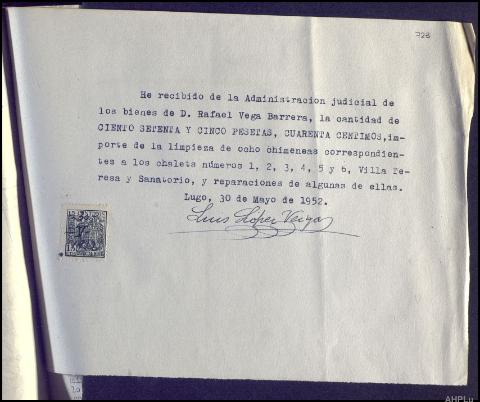 728
He recibido de la Administracion judicial de
los bienes de D. Rafael Vega Barrera, la cantidad de
CIENTO SETENTA Y CINCO PESETAS, CUARENTA CENTIMOS,im-
porte de la limpieza de ocho chimeneas correspondien-
tes a los chalets números 1, 2, 3, 4, 5 y 6, Villa Te-
resa y Sanatorio, y reparaciones de algunas de ellas.
Lugo, 30 de Mayo de 1952.
Luis López Veiga
AHPLu